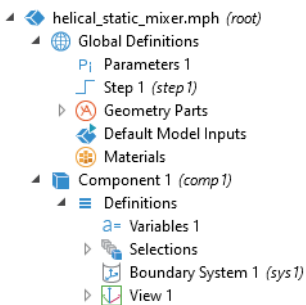 helical_static_mixer.mph (root)
Global Definitions
Pi Parameters 1
Step 1 (step1)
Geometry Parts
Default Model Inputs
Materials
Component 1 (comp1)
Definitions
a= Variables 1
Selections
Boundary System 1 (sys1)
View 1